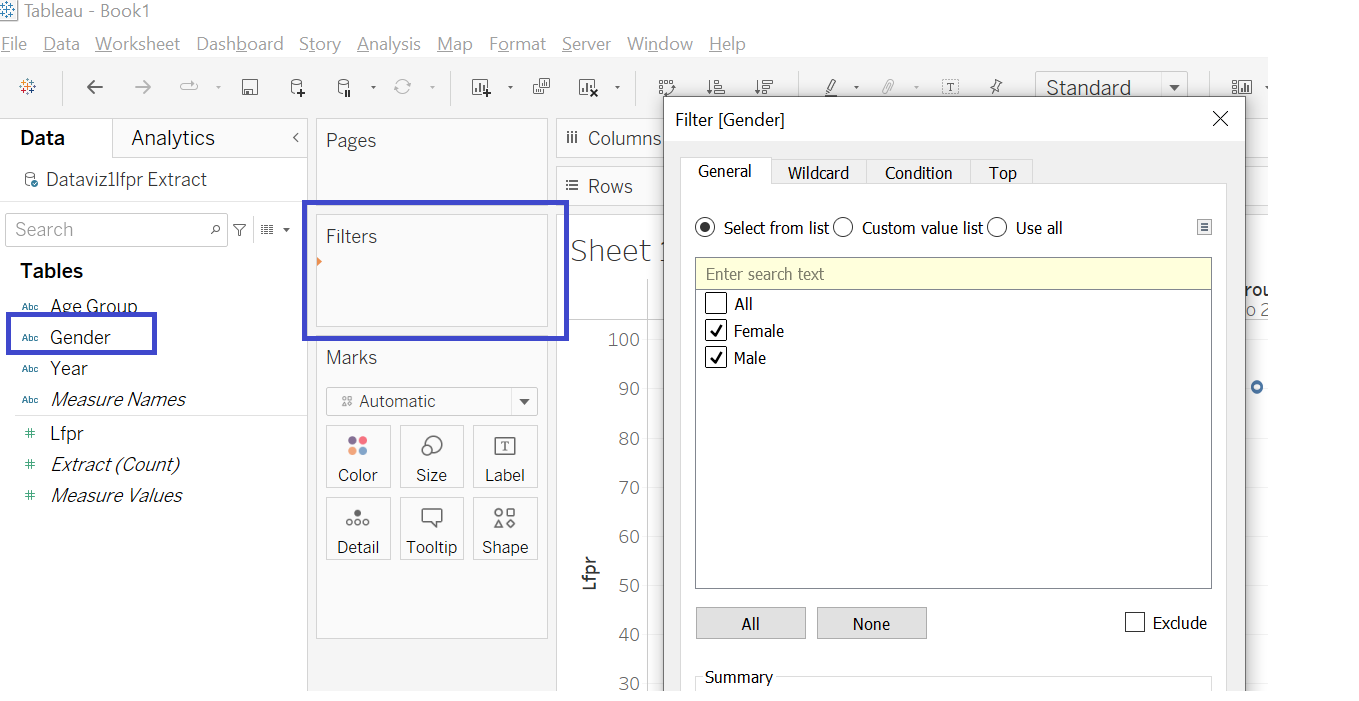 Tableau - Book1
File Data Worksheet Dashboard Story Analysis Map Format Server Window Help
Standard
Data
Analytics
Dataviz1lfpr Extract
Search
Tables
Abc Age Group
Abc Gender
Abc Year
Abc Measure Names
# Lfpr
# Extract (Count)
# Measure Values
Pages
Filters
Marks
Automatic
Color
Size
T
Label
Detail
Tooltip
Shape
Columns
Rows
Sheet 1
100
90
80
70
60
50
40
30
Lfpr
Filter [Gender]
General
Wildcard
Condition
Top
Select from list
Custom value list
Use all
Enter search text
All
Female
Male
All
None
Exclude
Summary